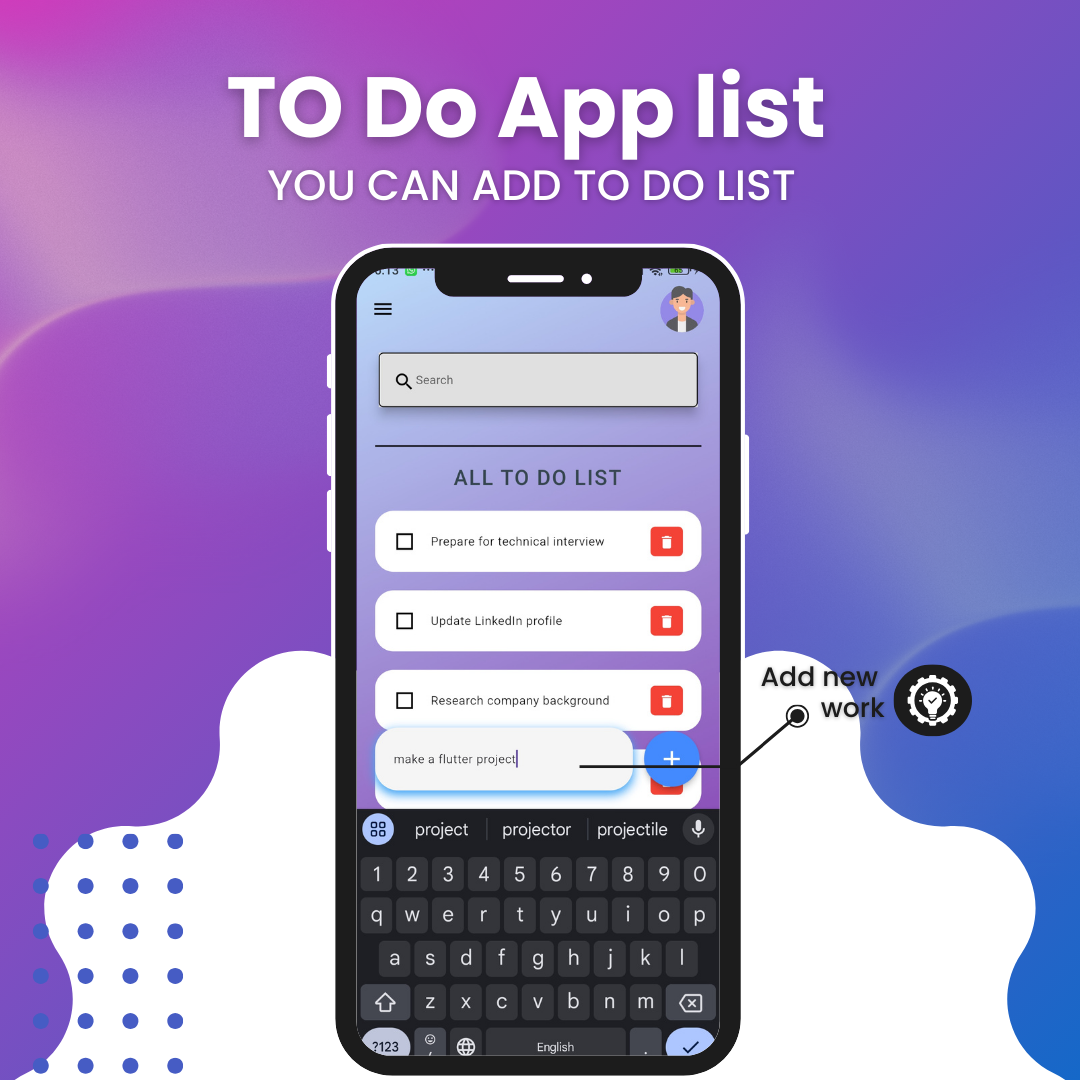 TO Do App list
YOU CAN ADD TO DO LIST
Search
ALL TO DO LIST
Prepare for technical interview
Update LinkedIn profile
Research company background
make a flutter project
Add new
work
project projector projectile
1 2 3 4 5 6 7 8 9 0
q w e r t y u i o p
a s d f g h j k l
z x c v b n m
?123 English .